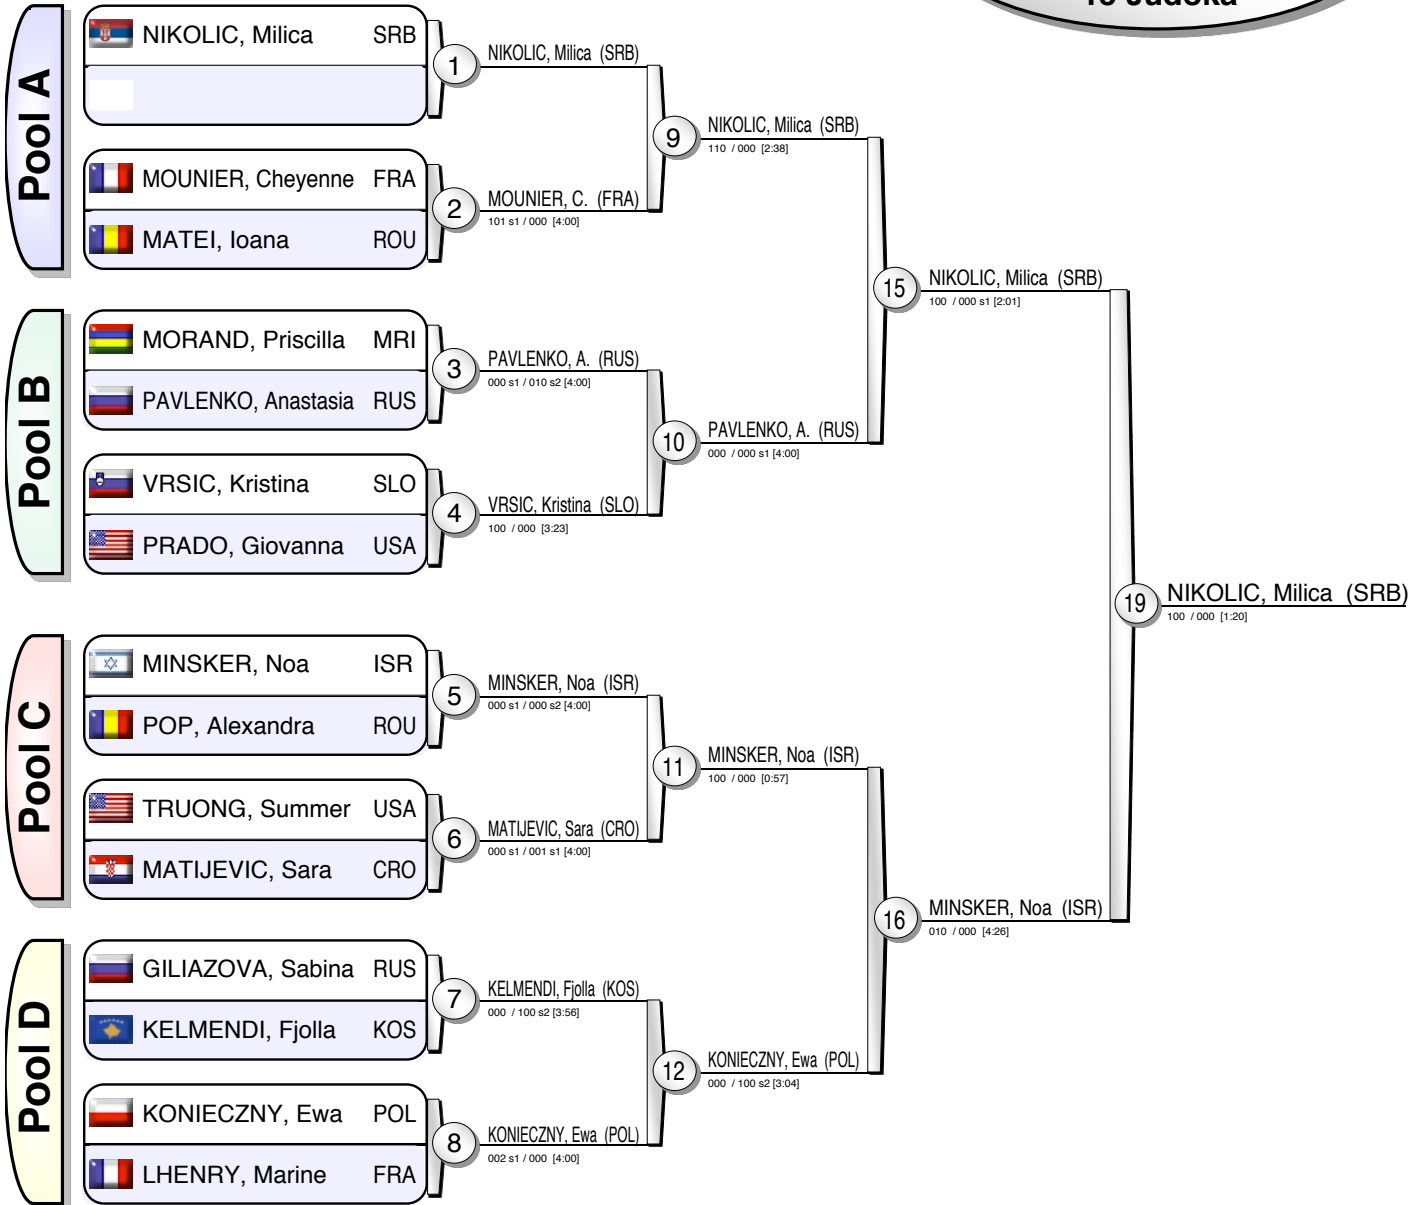 15 Judoka
Pool A
NIKOLIC, Milica SRB
MOUNIER, Cheyenne FRA
MATEI, Ioana ROU
Pool B
MORAND, Priscilla MRI
PAVLENKO, Anastasia RUS
VRSIC, Kristina SLO
PRADO, Giovanna USA
Pool C
MINSKER, Noa ISR
POP, Alexandra ROU
TRUONG, Summer USA
MATIJEVIC, Sara CRO
Pool D
GILIAZOVA, Sabina RUS
KELMENDI, Fjolla KOS
KONIECZNY, Ewa POL
LHENRY, Marine FRA
1
NIKOLIC, Milica (SRB)
2
MOUNIER, C. (FRA)
101 s1 / 000 [4:00]
3
PAVLENKO, A. (RUS)
000 s1 / 010 s2 [4:00]
4
VRSIC, Kristina (SLO)
100 / 000 [3:23]
5
MINSKER, Noa (ISR)
000 s1 / 000 s2 [4:00]
6
MATIJEVIC, Sara (CRO)
000 s1 / 001 s1 [4:00]
7
KELMENDI, Fjolla (KOS)
000 / 100 s2 [3:56]
8
KONIECZNY, Ewa (POL)
002 s1 / 000 [4:00]
9
NIKOLIC, Milica (SRB)
110 / 000 [2:38]
10
PAVLENKO, A. (RUS)
000 / 000 s1 [4:00]
11
MINSKER, Noa (ISR)
100 / 000 [0:57]
12
KONIECZNY, Ewa (POL)
000 / 100 s2 [3:04]
15
NIKOLIC, Milica (SRB)
100 / 000 s1 [2:01]
16
MINSKER, Noa (ISR)
010 / 000 [4:26]
19
NIKOLIC, Milica (SRB)
100 / 000 [1:20]